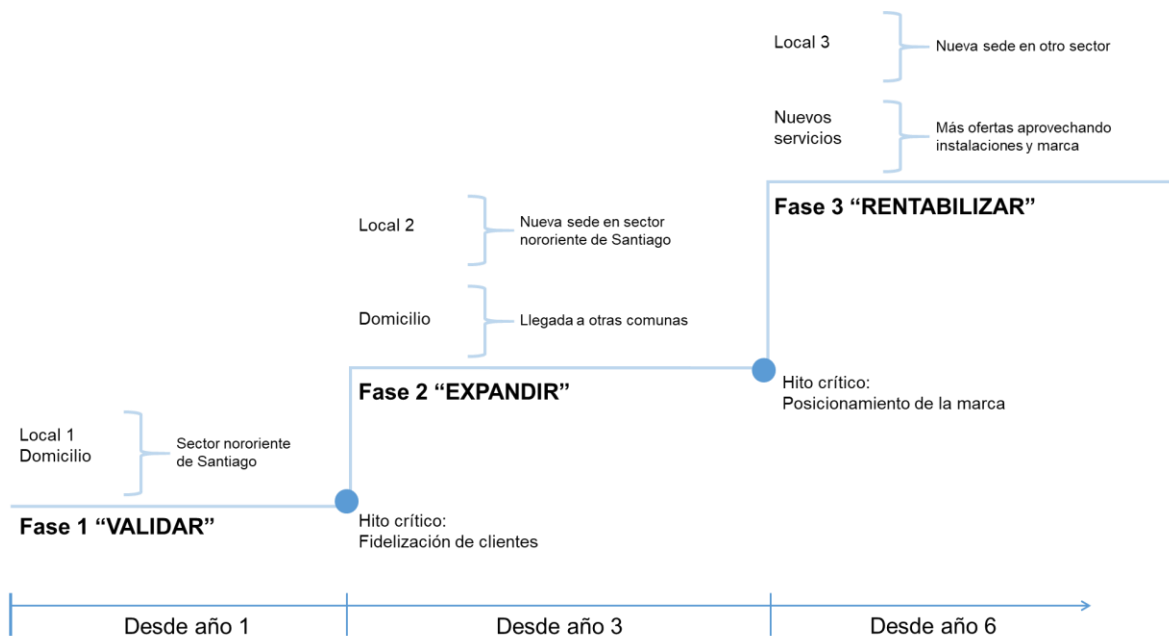 Local 3
Nueva sede en otro sector
Nuevos
servicios
Más ofertas aprovechando
instalaciones y marca
Fase 3 “RENTABILIZAR”
Local 2
Nueva sede en sector
nororiente de Santiago
Domicilio
Llegada a otras comunas
Fase 2 “EXPANDIR”
Hito crítico:
Posicionamiento de la marca
Local 1
Domicilio
Sector nororiente
de Santiago
Fase 1 “VALIDAR”
Hito crítico:
Fidelización de clientes
Desde año 1
Desde año 3
Desde año 6